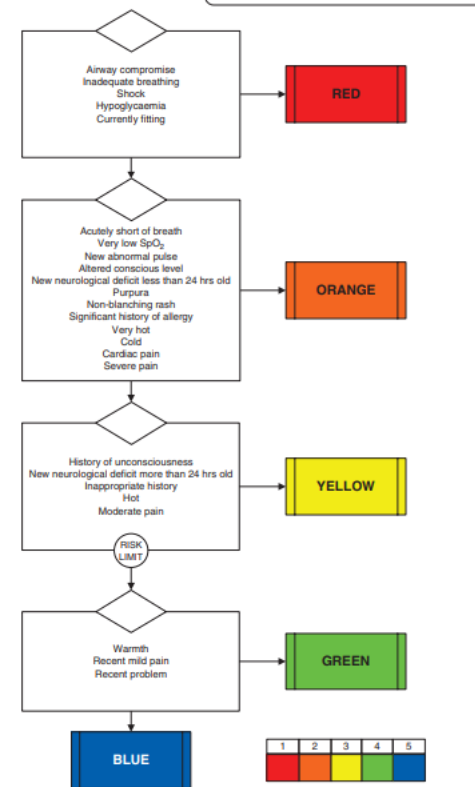 Airway compromise
Inadequate breathing
Shock
Hypoglycaemia
Currently fitting
RED
Acutely short of breath
Very low SpO₂
New abnormal pulse
Altered conscious level
New neurological deficit less than 24 hrs old
Purpura
Non-blanching rash
Significant history of allergy
Very hot
Cold
Cardiac pain
Severe pain
ORANGE
History of unconsciousness
New neurological deficit more than 24 hrs old
Inappropriate history
Hot
Moderate pain
YELLOW
RISK
LIMIT
Warmth
Recent mild pain
Recent problem
GREEN
BLUE
1 2 3 4 5